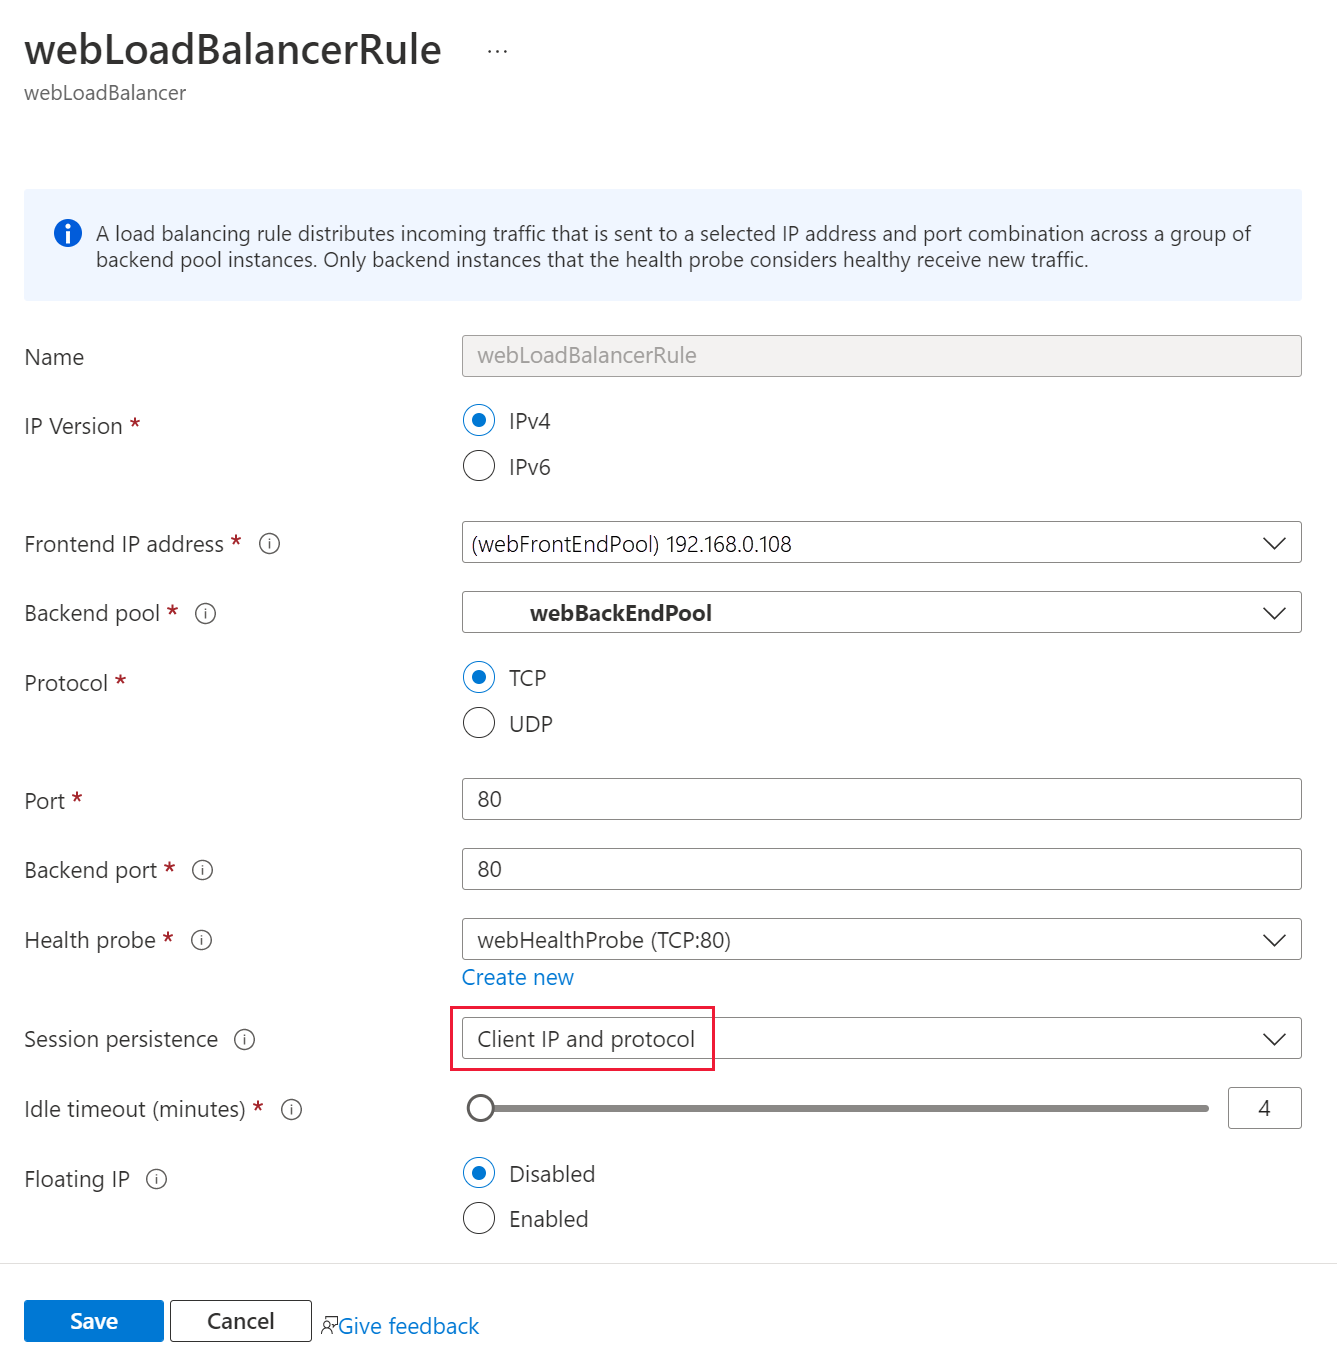 webLoadBalancerRule ...
webLoadBalancer
A load balancing rule distributes incoming traffic that is sent to a selected IP address and port combination across a group of
backend pool instances. Only backend instances that the health probe considers healthy receive new traffic.
Name
webLoadBalancerRule
IP Version *
IPv4
IPv6
Frontend IP address *
(webFrontEndPool) 192.168.0.108
Backend pool *
webBackEndPool
Protocol *
TCP
UDP
Port *
80
Backend port *
80
Health probe *
webHealthProbe (TCP:80)
Create new
Session persistence
Client IP and protocol
Idle timeout (minutes) *
4
Floating IP
Disabled
Enabled
Save Cancel Give feedback